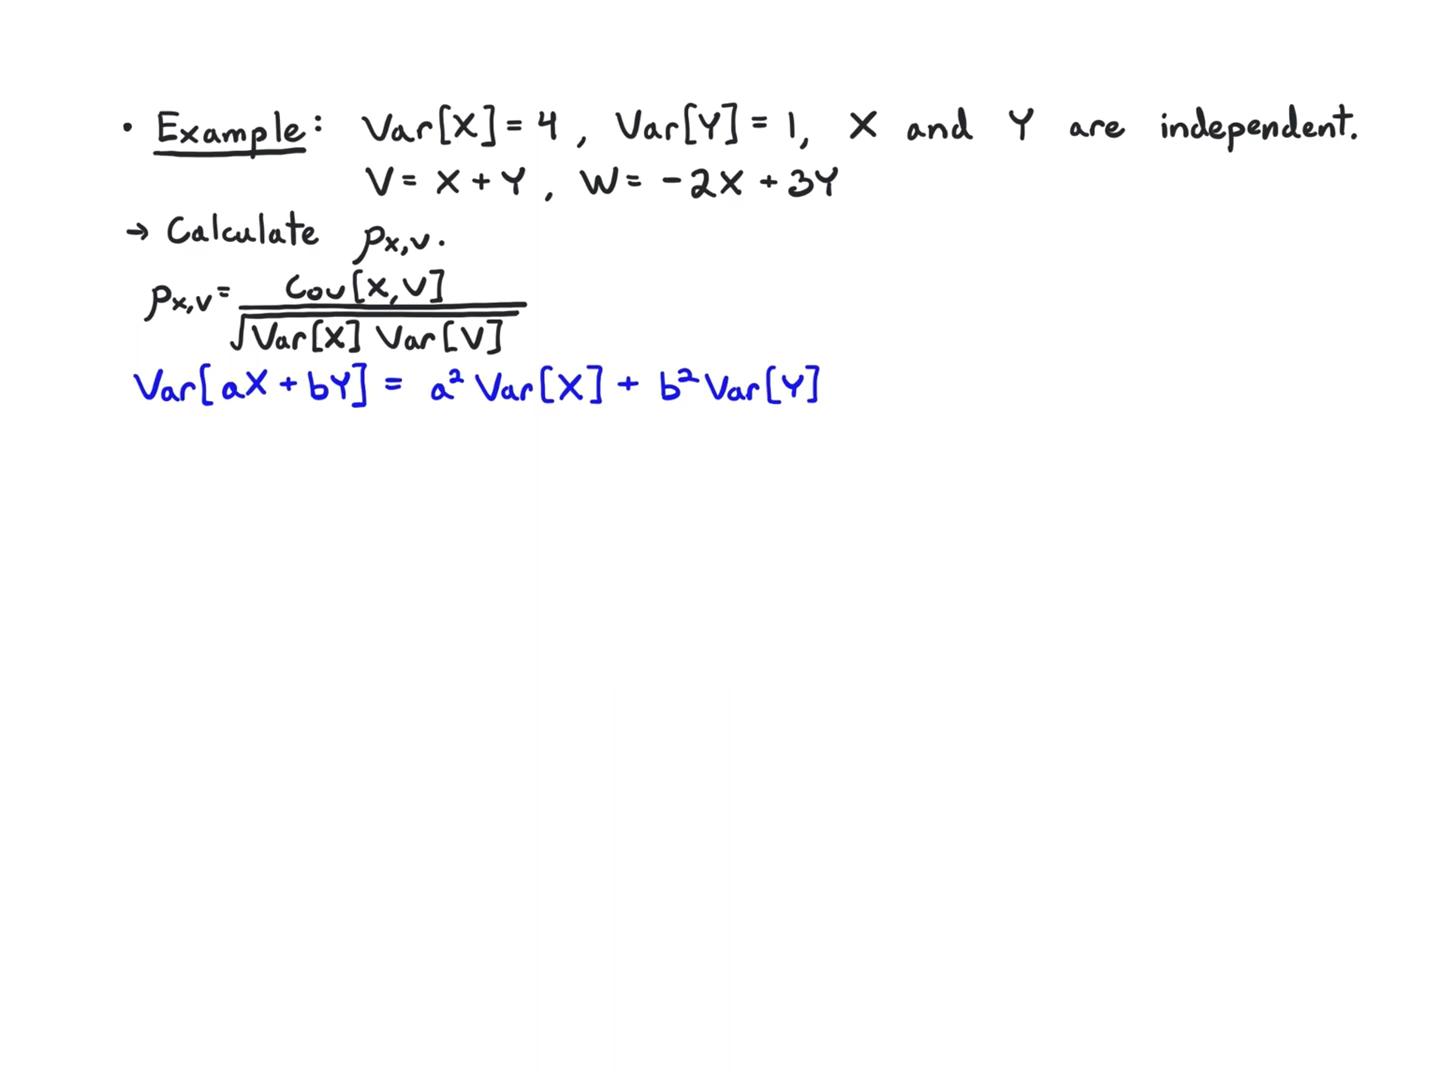 • Example: Var[X] = 4, Var[Y] = 1, X and Y are independent.
V = X + Y, W = -2X + 3Y
→ Calculate ρx,v.
ρx,v = Cov[X,V] / √Var[X] Var[V]
Var[aX + bY] = a² Var[X] + b² Var[Y]